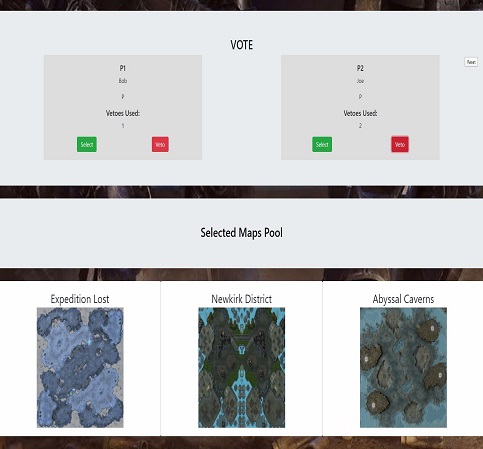 VOTE
P1
Bob
P
Vetoes Used:
1
Select
Veto
P2
Joe
P
Vetoes Used:
2
Select
Veto
Reset
Selected Maps Pool
Expedition Lost
Newkirk District
Abyssal Caverns